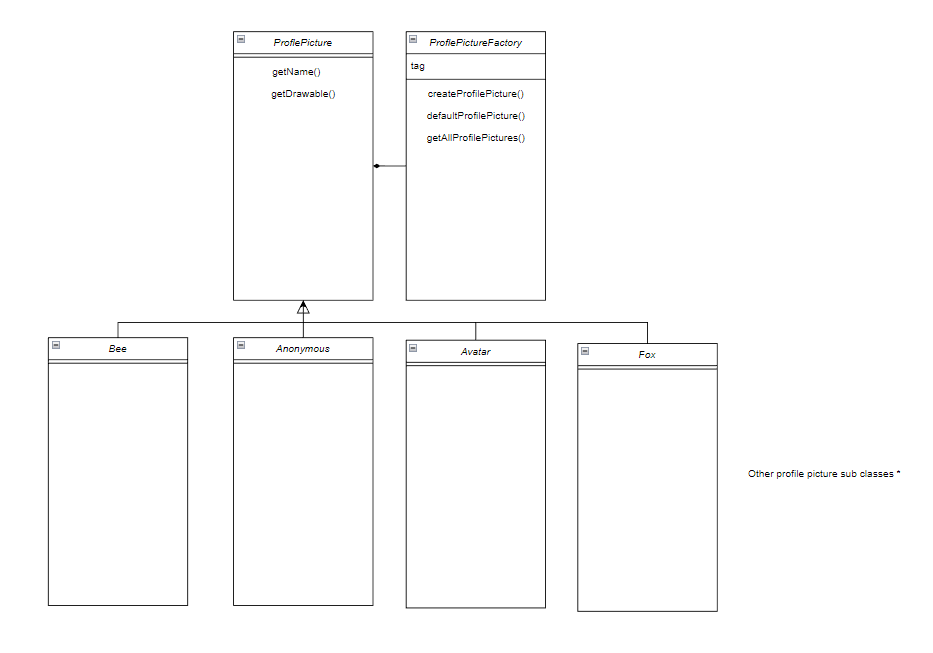 ProfilePicture
getName()
getDrawable()
ProfilePictureFactory
tag
createProfilePicture()
defaultProfilePicture()
getAllProfilePictures()
Bee
Anonymous
Avatar
Fox
Other profile picture sub classes *